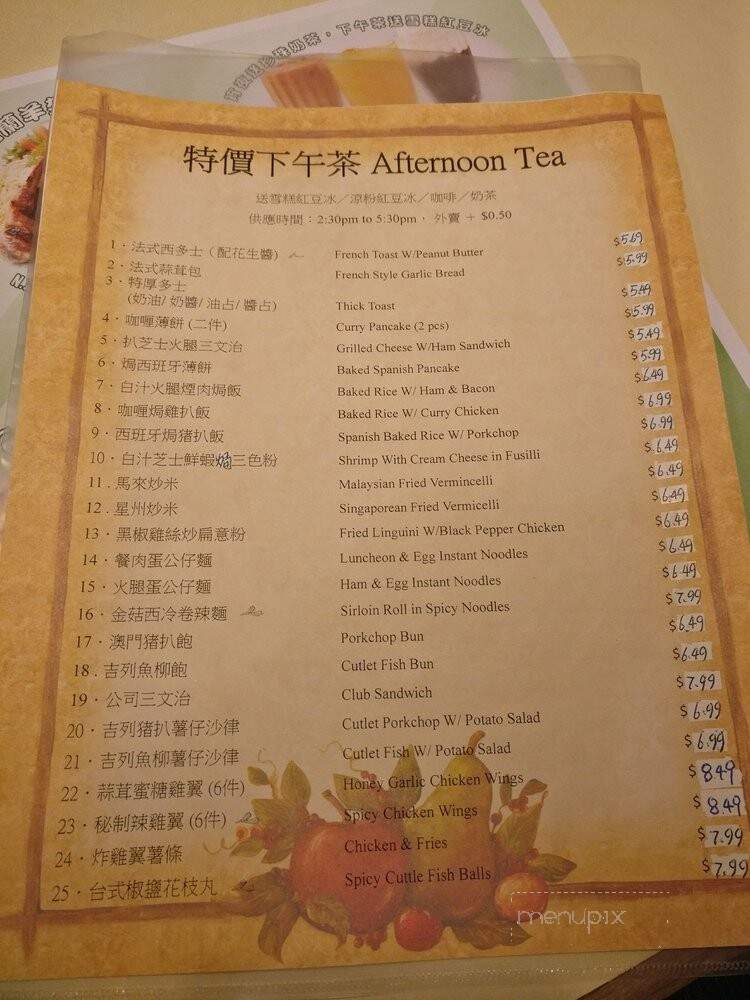 送珍珠奶茶，下午茶送雪糕紅豆冰
蘭羊
特價下午茶 Afternoon Tea
送雪糕紅豆冰／涼粉紅豆冰／咖啡／奶茶
供應時間：2:30pm to 5:30pm， 外賣 + $0.50
1．法式西多士（配花生醬） French Toast W/Peanut Butter $5.69
2．法式蒜茸包 French Style Garlic Bread $5.99
3．特厚多士
(奶油/ 奶醬/ 油占/ 醬占) Thick Toast $5.49
4．咖喱薄餅 (二件) Curry Pancake (2 pcs) $5.99
5．扒芝士火腿三文治 Grilled Cheese W/Ham Sandwich $5.49
6．焗西班牙薄餅 Baked Spanish Pancake $5.99
7．白汁火腿煙肉焗飯 Baked Rice W/ Ham & Bacon $6.49
8．咖喱焗雞扒飯 Baked Rice W/ Curry Chicken $6.99
9．西班牙焗猪扒飯 Spanish Baked Rice W/ Porkchop $6.99
10．白汁芝士鮮蝦焗三色粉 Shrimp With Cream Cheese in Fusilli $6.49
11．馬來炒米 Malaysian Fried Vermincelli $6.49
12．星州炒米 Singaporean Fried Vermicelli $6.49
13．黑椒雞絲炒扁意粉 Fried Linguini W/Black Pepper Chicken $6.49
14．餐肉蛋公仔麵 Luncheon & Egg Instant Noodles $6.49
15．火腿蛋公仔麵 Ham & Egg Instant Noodles $6.49
16．金菇西冷卷辣麵 Sirloin Roll in Spicy Noodles $7.99
17．澳門猪扒飽 Porkchop Bun $6.49
18．吉列魚柳飽 Cutlet Fish Bun $6.49
19．公司三文治 Club Sandwich $7.99
20．吉列猪扒薯仔沙律 Cutlet Porkchop W/ Potato Salad $6.99
21．吉列魚柳薯仔沙律 Cutlet Fish W/ Potato Salad $6.99
22．蒜茸蜜糖雞翼 (6件) Honey Garlic Chicken Wings $8.49
23．秘制辣雞翼 (6件) Spicy Chicken Wings $8.49
24．炸雞翼薯條 Chicken & Fries $7.99
25．台式椒鹽花枝丸 Spicy Cuttle Fish Balls $7.99
menupix